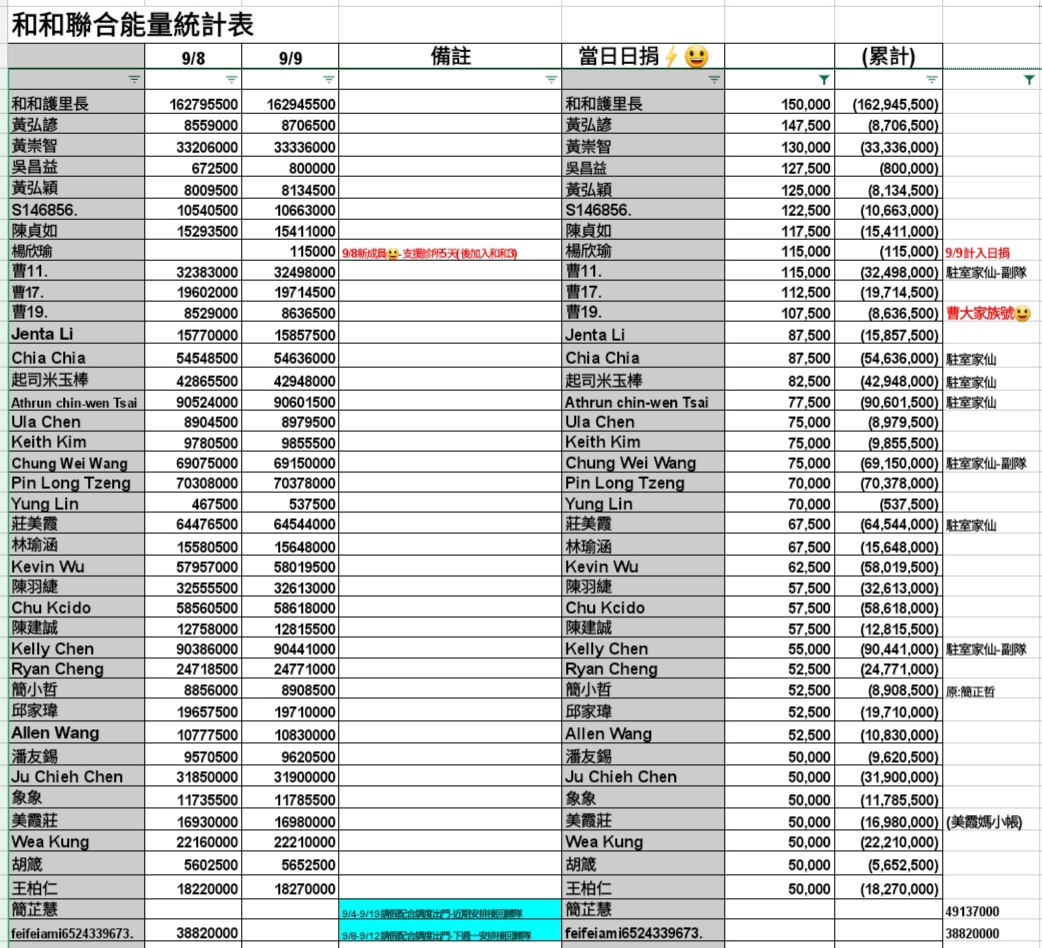 和和聯合能量統計表
9/8 9/9 備註 當日日捐⚡😃 (累計)
和和護里長 162795500 162945500 和和護里長 150,000 (162,945,500)
黃弘諺 8559000 8706500 黃弘諺 147,500 (8,706,500)
黃崇智 33206000 33336000 黃崇智 130,000 (33,336,000)
吳昌益 672500 800000 吳昌益 127,500 (800,000)
黃弘穎 8009500 8134500 黃弘穎 125,000 (8,134,500)
S146856. 10540500 10663000 S146856. 122,500 (10,663,000)
陳貞如 15293500 15411000 陳貞如 117,500 (15,411,000)
楊欣瑜 115000 9/8新成員😃-支援診所5天(後加入和和3) 楊欣瑜 115,000 (115,000) 9/9計入日捐
曹11. 32383000 32498000 曹11. 115,000 (32,498,000) 駐室家仙-副隊
曹17. 19602000 19714500 曹17. 112,500 (19,714,500)
曹19. 8529000 8636500 曹19. 107,500 (8,636,500) 曹大家族號😃
Jenta Li 15770000 15857500 Jenta Li 87,500 (15,857,500)
Chia Chia 54548500 54636000 Chia Chia 87,500 (54,636,000) 駐室家仙
起司米玉棒 42865500 42948000 起司米玉棒 82,500 (42,948,000) 駐室家仙
Athrun chin-wen Tsai 90524000 90601500 Athrun chin-wen Tsai 77,500 (90,601,500) 駐室家仙
Ula Chen 8904500 8979500 Ula Chen 75,000 (8,979,500)
Keith Kim 9780500 9855500 Keith Kim 75,000 (9,855,500)
Chung Wei Wang 69075000 69150000 Chung Wei Wang 75,000 (69,150,000) 駐室家仙-副隊
Pin Long Tzeng 70308000 70378000 Pin Long Tzeng 70,000 (70,378,000)
Yung Lin 467500 537500 Yung Lin 70,000 (537,500)
莊美霞 64476500 64544000 莊美霞 67,500 (64,544,000) 駐室家仙
林瑜涵 15580500 15648000 林瑜涵 67,500 (15,648,000)
Kevin Wu 57957000 58019500 Kevin Wu 62,500 (58,019,500)
陳羽緁 32555500 32613000 陳羽緁 57,500 (32,613,000)
Chu Kcido 58560500 58618000 Chu Kcido 57,500 (58,618,000)
陳建誠 12758000 12815500 陳建誠 57,500 (12,815,500)
Kelly Chen 90386000 90441000 Kelly Chen 55,000 (90,441,000) 駐室家仙-副隊
Ryan Cheng 24718500 24771000 Ryan Cheng 52,500 (24,771,000)
簡小哲 8856000 8908500 簡小哲 52,500 (8,908,500) 原:簡正哲
邱家瑋 19657500 19710000 邱家瑋 52,500 (19,710,000)
Allen Wang 10777500 10830000 Allen Wang 52,500 (10,830,000)
潘友錫 9570500 9620500 潘友錫 50,000 (9,620,500)
Ju Chieh Chen 31850000 31900000 Ju Chieh Chen 50,000 (31,900,000)
象象 11735500 11785500 象象 50,000 (11,785,500)
美霞莊 16930000 16980000 美霞莊 50,000 (16,980,000) (美霞媽小帳)
Wea Kung 22160000 22210000 Wea Kung 50,000 (22,210,000)
胡箴 5602500 5652500 胡箴 50,000 (5,652,500)
王柏仁 18220000 18270000 王柏仁 50,000 (18,270,000)
簡芷慧 9/4-9/19請假配合調度出門-近期安排接回歸隊 簡芷慧 49137000
feifeiami6524339673. 38820000 9/8-9/12請假配合調度出門-下週一安排接回歸隊 feifeiami6524339673. 38820000